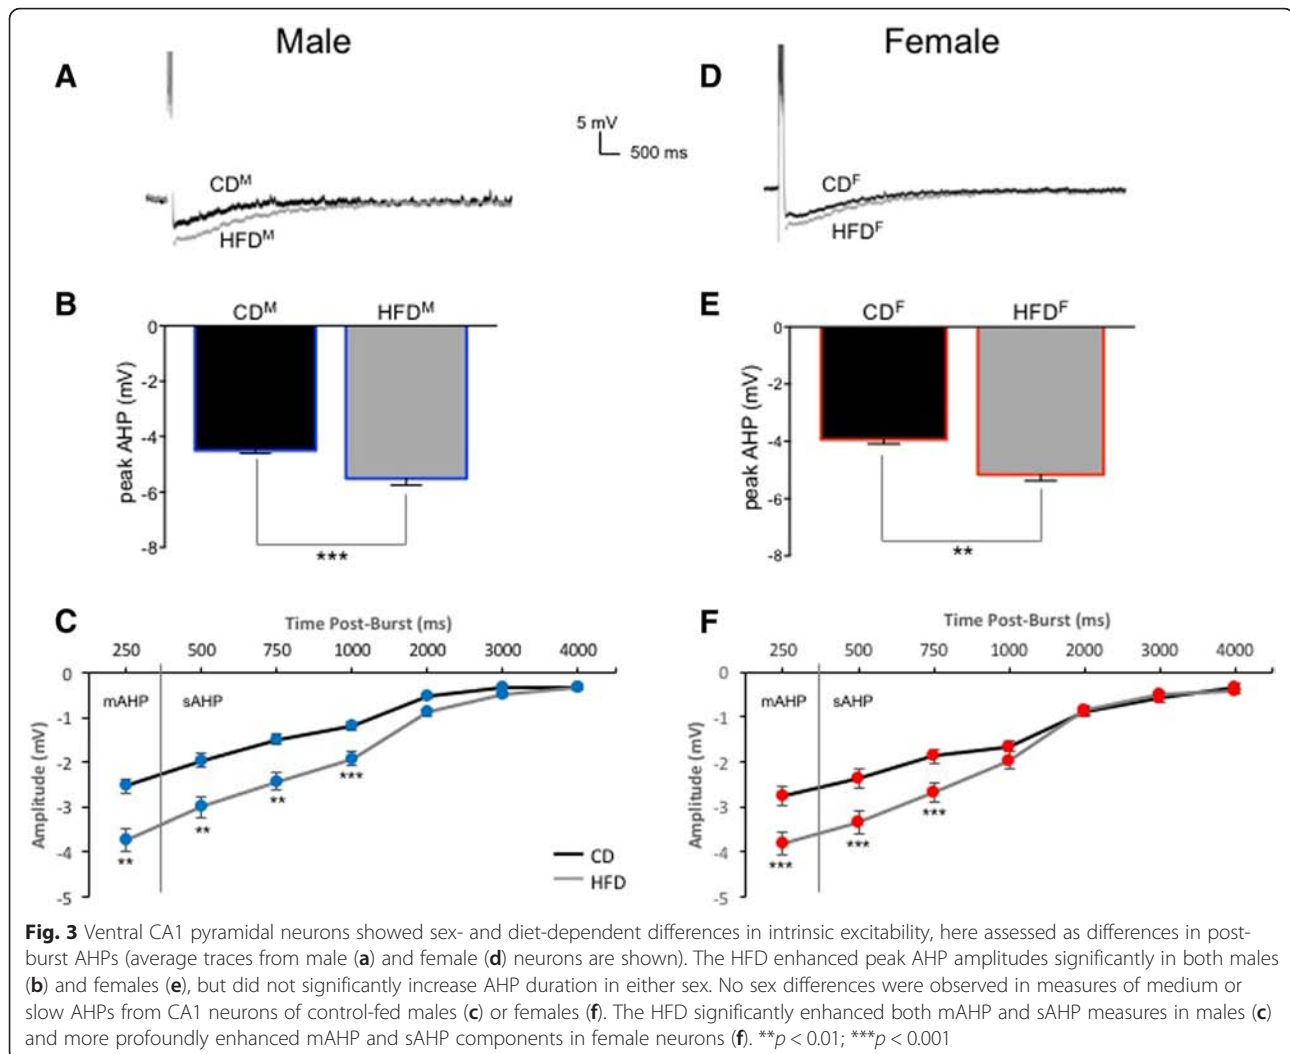 Male
Female
A
D
5 mV
500 ms
CDᴹ
HFDᴹ
CDF
HFDF
B
CDᴹ
HFDᴹ
0
-2
-4
-6
-8
peak AHP (mV)
***
E
CDF
HFDF
0
-2
-4
-6
-8
peak AHP (mV)
**
C
Time Post-Burst (ms)
250 500 750 1000 2000 3000 4000
0
-1
-2
-3
-4
-5
Amplitude (mV)
mAHP sAHP
** ** ** ***
CD
HFD
F
Time Post-Burst (ms)
250 500 750 1000 2000 3000 4000
0
-1
-2
-3
-4
-5
Amplitude (mV)
mAHP sAHP
*** *** ***
Fig. 3 Ventral CA1 pyramidal neurons showed sex- and diet-dependent differences in intrinsic excitability, here assessed as differences in post-
burst AHPs (average traces from male (a) and female (d) neurons are shown). The HFD enhanced peak AHP amplitudes significantly in both males
(b) and females (e), but did not significantly increase AHP duration in either sex. No sex differences were observed in measures of medium or
slow AHPs from CA1 neurons of control-fed males (c) or females (f). The HFD significantly enhanced both mAHP and sAHP measures in males (c)
and more profoundly enhanced mAHP and sAHP components in female neurons (f). **p < 0.01; ***p < 0.001